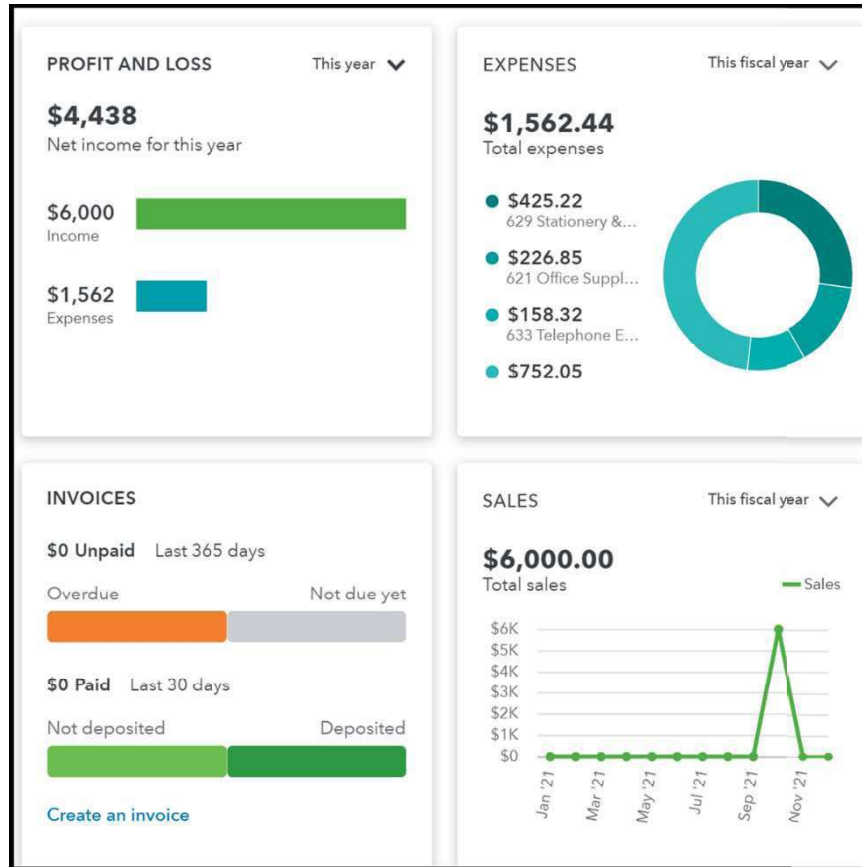 PROFIT AND LOSS
This year
$4,438
Net income for this year
$6,000
Income
$1,562
Expenses
EXPENSES
This fiscal year
$1,562.44
Total expenses
$425.22
629 Stationery &...
$226.85
621 Office Suppl...
$158.32
633 Telephone E...
$752.05
INVOICES
$0 Unpaid Last 365 days
Overdue Not due yet
$0 Paid Last 30 days
Not deposited Deposited
Create an invoice
SALES
This fiscal year
$6,000.00
Total sales
Sales
$6K
$5K
$4K
$3K
$2K
$1K
$0
Jan '21
Mar '21
May '21
Jul '21
Sep '21
Nov '21